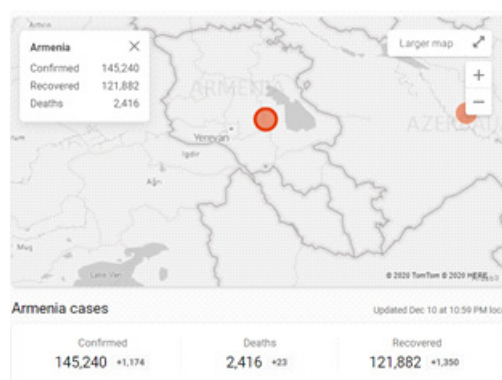 Armenia
Confirmed 145,240
Recovered 121,882
Deaths 2,416
Larger map
ARMENIA
Yerevan
Igdir
Ağrı
Muş
Lake Van
© 2020 TomTom © 2020 HERE
Armenia cases
Updated Dec 10 at 10:59 PM loc
Confirmed Deaths Recovered
145,240 +1,174 2,416 +23 121,882 +1,350